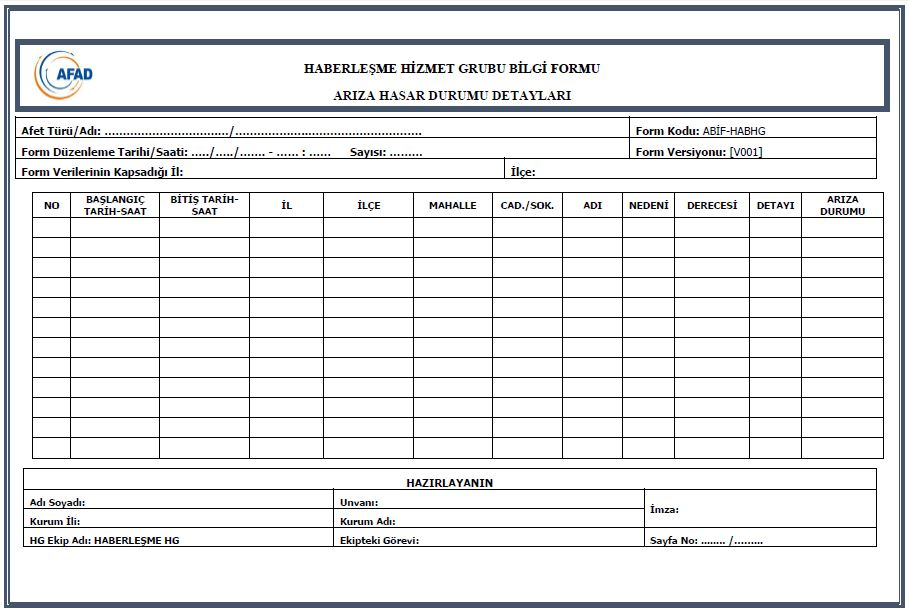 AFAD
HABERLEŞME HİZMET GRUBU BİLGİ FORMU
ARIZA HASAR DURUMU DETAYLARI
Afet Türü/Adı: ................................../...................................................
Form Kodu: ABİF-HABHG
Form Düzenleme Tarihi/Saati: ...../...../....... - ...... : ...... Sayısı: .........
Form Versiyonu: [V001]
Form Verilerinin Kapsadığı İl:
İlçe:
NO
BAŞLANGIÇ
TARİH-SAAT
BİTİŞ TARİH-
SAAT
İL
İLÇE
MAHALLE
CAD./SOK.
ADI
NEDENİ
DERECESİ
DETAYI
ARIZA
DURUMU
HAZIRLAYANIN
Adı Soyadı:
Unvanı:
İmza:
Kurum İli:
Kurum Adı:
HG Ekip Adı: HABERLEŞME HG
Ekipteki Görevi:
Sayfa No: ........ /.........